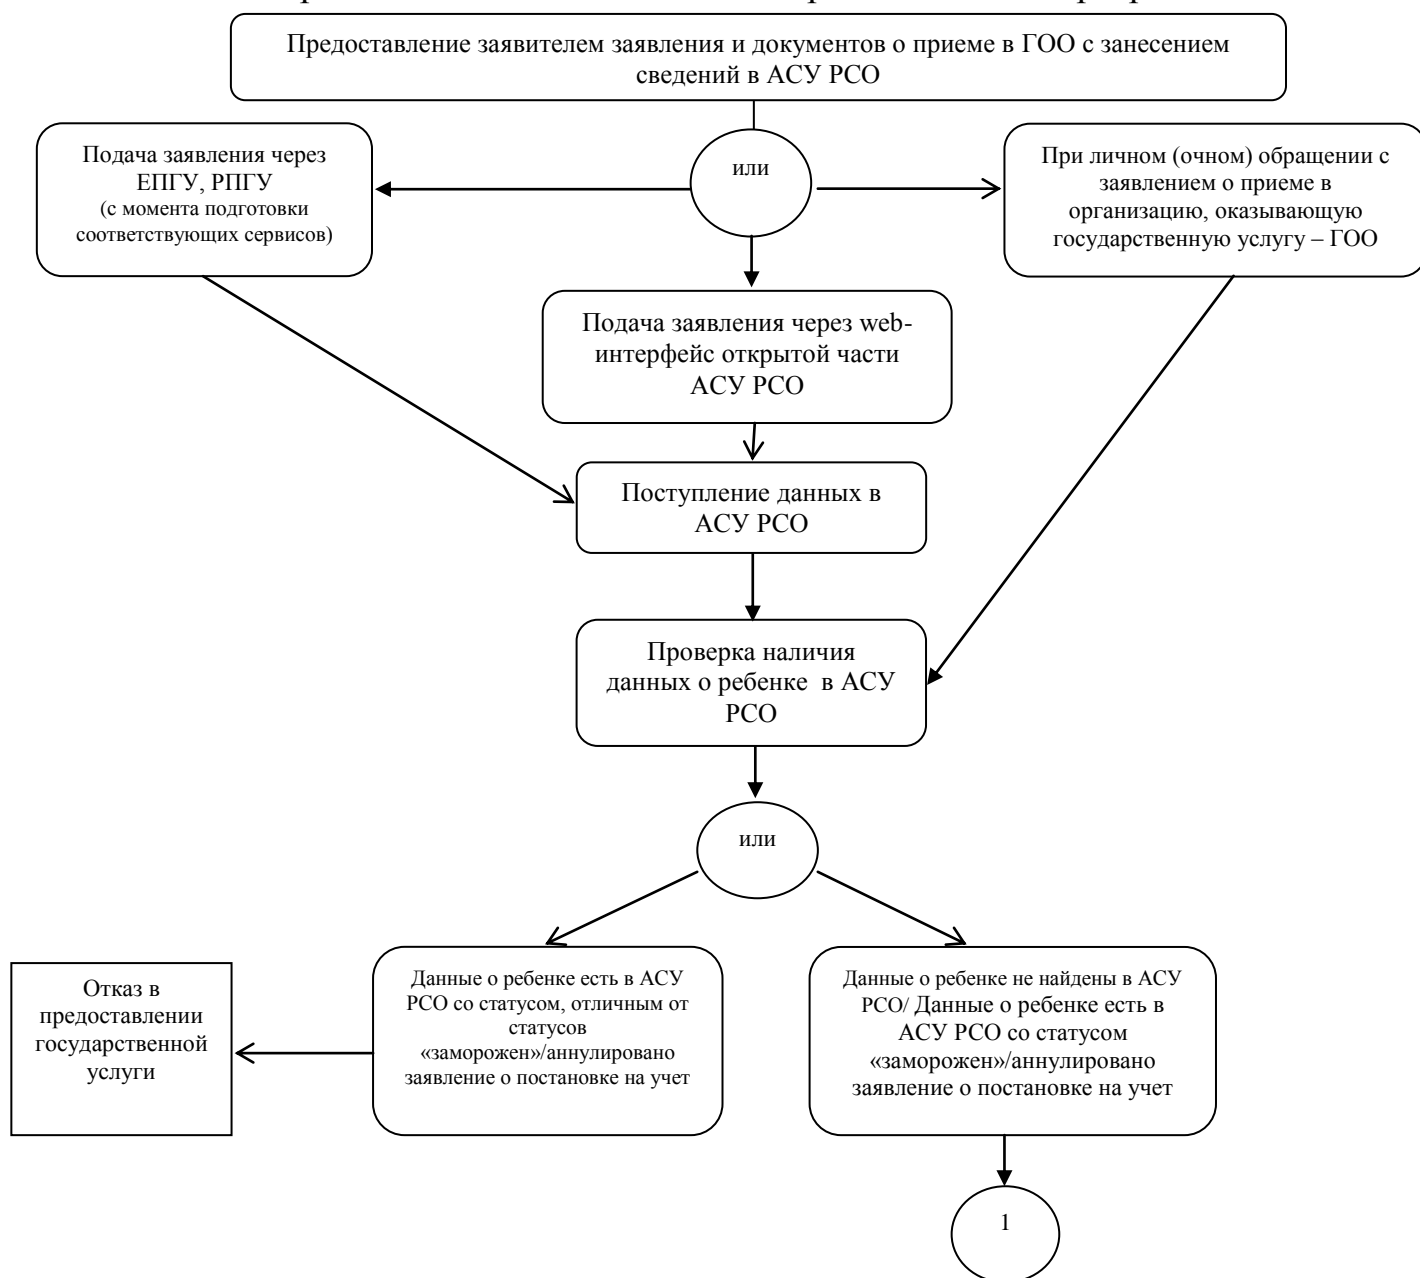 Предоставление заявителем заявления и документов о приеме в ГОО с занесением
сведений в АСУ РСО
или
Подача заявления через
ЕПГУ, РПГУ
(с момента подготовки
соответствующих сервисов)
При личном (очном) обращении с
заявлением о приеме в
организацию, оказывающую
государственную услугу – ГОО
Подача заявления через web-
интерфейс открытой части
АСУ РСО
Поступление данных в
АСУ РСО
Проверка наличия
данных о ребенке в АСУ
РСО
или
Отказ в
предоставлении
государственной
услуги
Данные о ребенке есть в АСУ
РСО со статусом, отличным от
статусов
«заморожен»/аннулировано
заявление о постановке на учет
Данные о ребенке не найдены в АСУ
РСО/ Данные о ребенке есть в
АСУ РСО со статусом
«заморожен»/аннулировано
заявление о постановке на учет
1